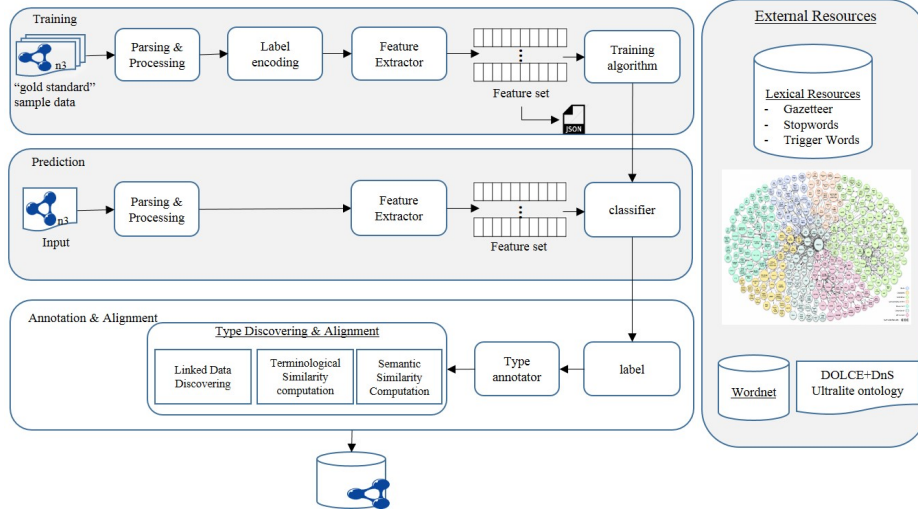 Training
n3
“gold standard”
sample data
Parsing &
Processing
Label
encoding
Feature
Extractor
Feature set
JSON
Training
algorithm
Prediction
n3
Input
Parsing &
Processing
Feature
Extractor
Feature set
classifier
Annotation & Alignment
Type Discovering & Alignment
Linked Data
Discovering
Terminological
Similarity
computation
Semantic
Similarity
Computation
Type
annotator
label
External Resources
Lexical Resources
- Gazetteer
- Stopwords
- Trigger Words
Wordnet
DOLCE+DnS
Ultralite ontology